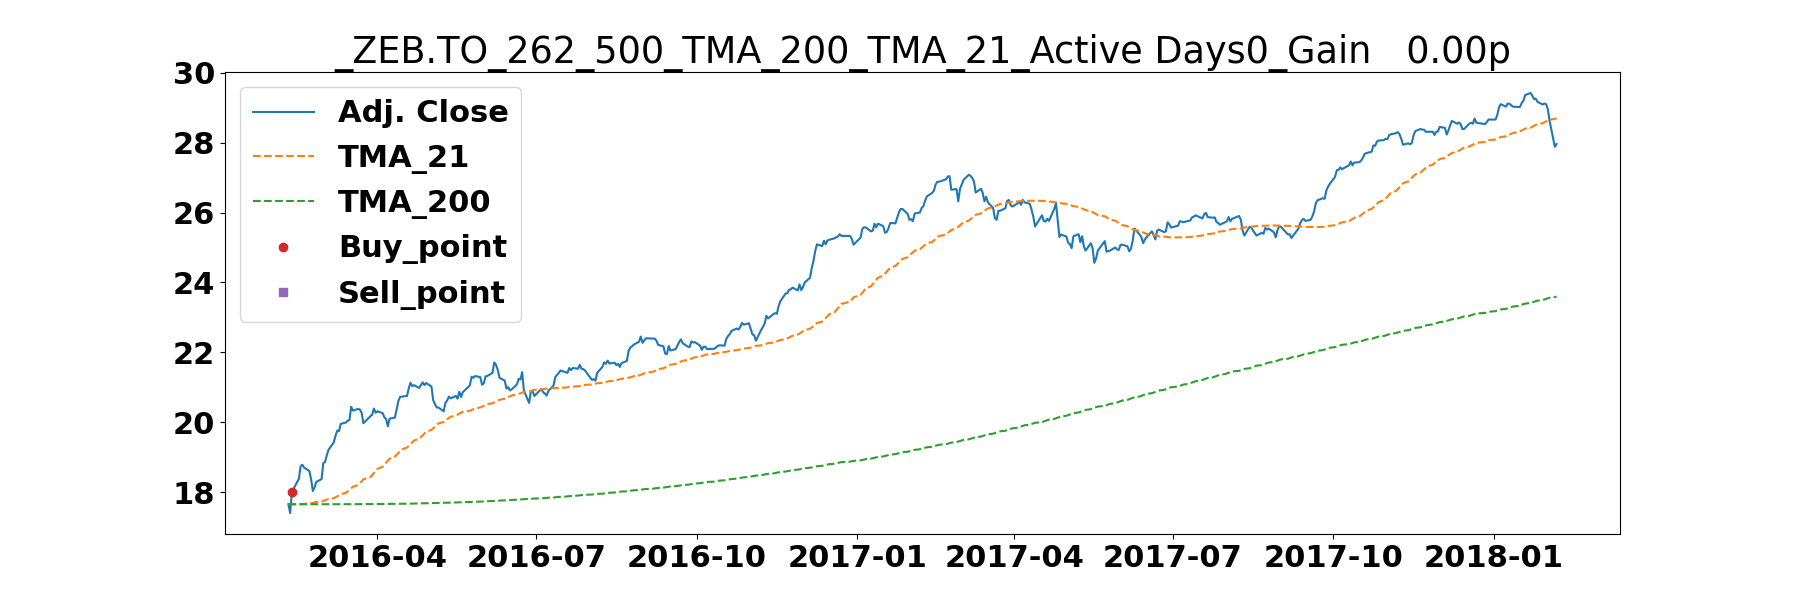 _ZEB.TO_262_500_TMA_200_TMA_21_Active Days0_Gain   0.00p
30
28
26
24
22
20
18
Adj. Close
TMA_21
TMA_200
Buy_point
Sell_point
2016-04 2016-07 2016-10 2017-01 2017-04 2017-07 2017-10 2018-01